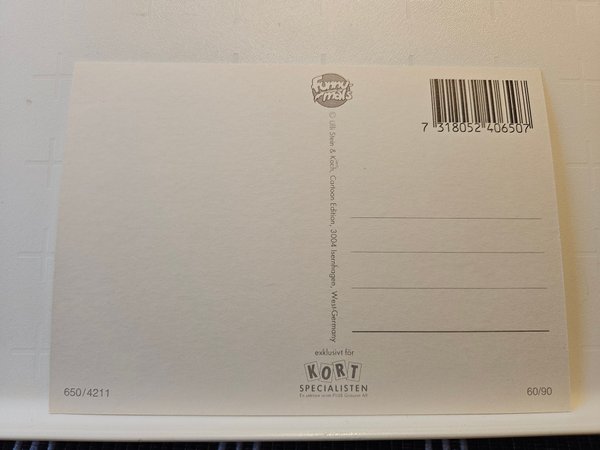 Funny
mals
7 318052 406507
© Uli Stein & Koch, Cartoon Edition, 3004 Isernhagen, West-Germany
exklusivt för
KORT
SPECIALISTEN
650/4211
60/90